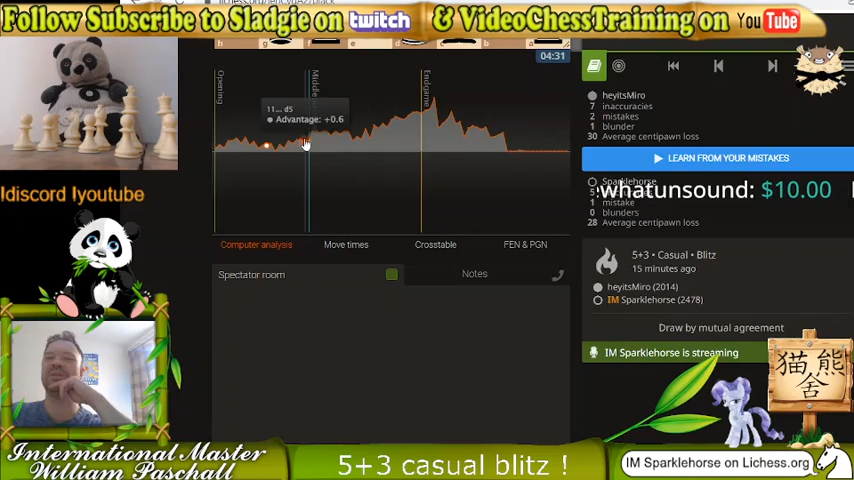 Follow Subscribe to Sladgie on twitch & VideoChessTraining on YouTube
h g e d c b a
04:31
Opening
Middle
Endgame
11... d5
Advantage: +0.6
!discord !youtube
Computer analysis
Move times
Crosstable
FEN & PGN
Spectator room
Notes
heyitsMiro
7 inaccuracies
2 mistakes
1 blunder
30 Average centipawn loss
LEARN FROM YOUR MISTAKES
Sparklehorse
whatunsound: $10.00
1 mistake
0 blunders
28 Average centipawn loss
5+3 • Casual • Blitz
15 minutes ago
heyitsMiro (2014)
IM Sparklehorse (2478)
Draw by mutual agreement
IM Sparklehorse is streaming
猫熊
舍
International Master
William Paschall
5+3 casual blitz !
IM Sparklehorse on Lichess.org